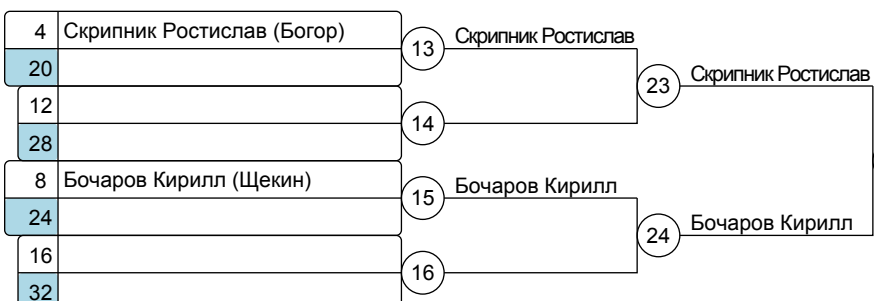 4 Скрипник Ростислав (Богор)
13 Скрипник Ростислав
20
23 Скрипник Ростислав
12
14
28
8 Бочаров Кирилл (Щекин)
15 Бочаров Кирилл
24
24 Бочаров Кирилл
16
16
32